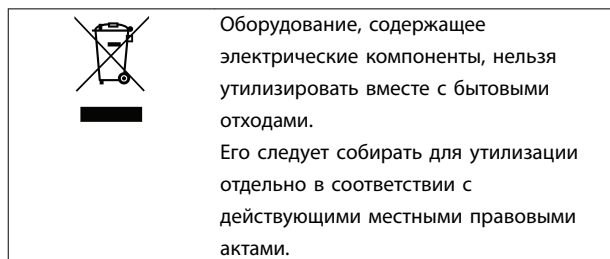 Оборудование, содержащее
электрические компоненты, нельзя
утилизировать вместе с бытовыми
отходами.
Его следует собирать для утилизации
отдельно в соответствии с
действующими местными правовыми
актами.